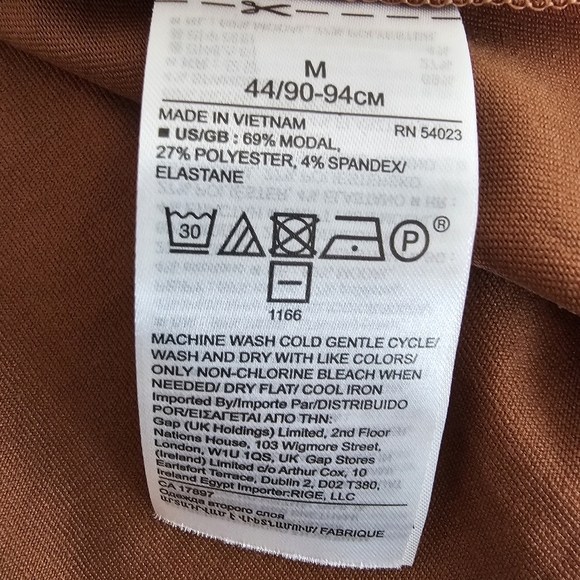 M
44/90-94CM
MADE IN VIETNAM
RN 54023
■ US/GB : 69% MODAL,
27% POLYESTER, 4% SPANDEX/
ELASTANE
30
P
®
1166
MACHINE WASH COLD GENTLE CYCLE/
WASH AND DRY WITH LIKE COLORS/
ONLY NON-CHLORINE BLEACH WHEN
NEEDED/ DRY FLAT/ COOL IRON
Imported By/Importe Par/DISTRIBUIDO
POR/ΕΙΣΑΓΕΤΑΙ ΑΠΟ ΤΗΝ:
Gap (UK Holdings) Limited, 2nd Floor
Nations House, 103 Wigmore Street,
London, W1U 1QS, UK Gap Stores
(Ireland) Limited c/o Arthur Cox, 10
Earlsfort Terrace, Dublin 2, D02 T380,
Ireland Egypt Importer:RIGE, LLC
CA 17897
Одежда второго слоя
FABRIQUE